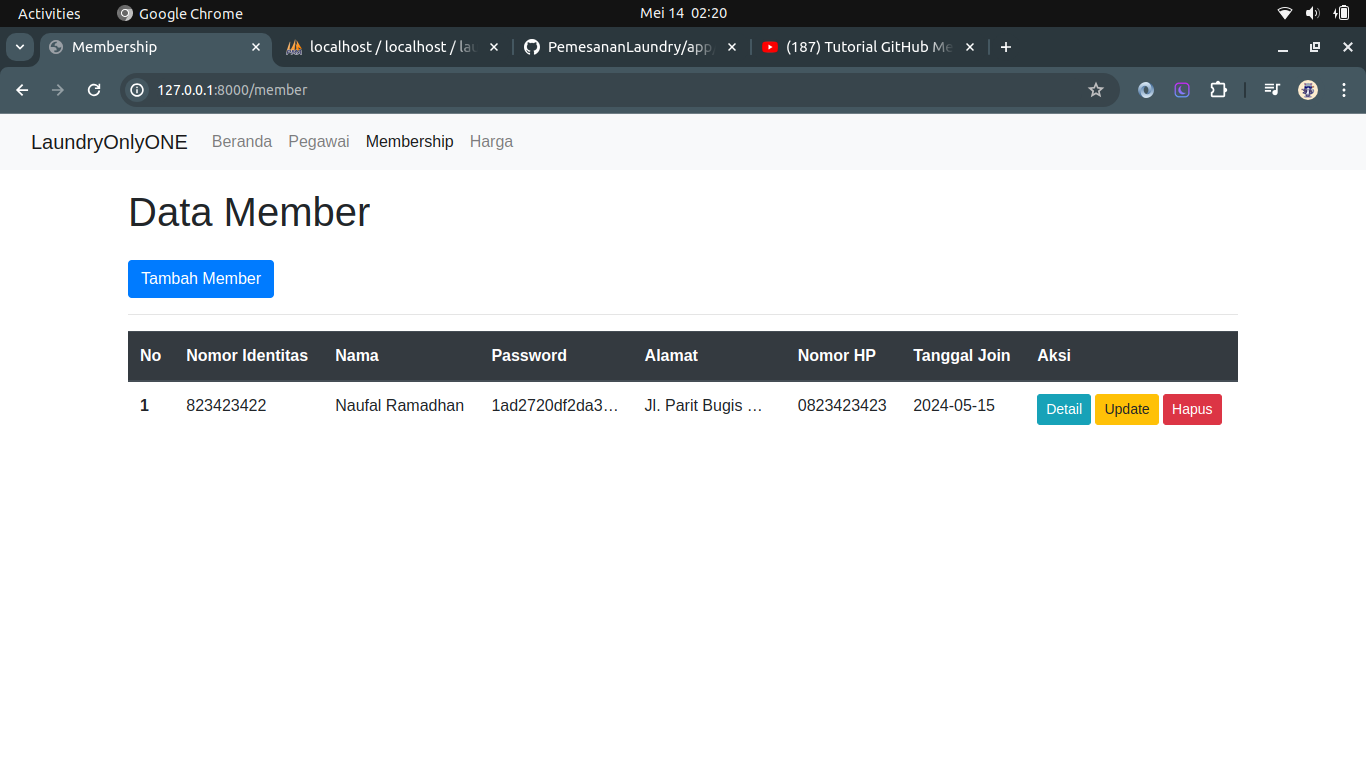 Activities Google Chrome Mei 14 02:20
Membership localhost / localhost / lau PemesananLaundry/app (187) Tutorial GitHub Me
127.0.0.1:8000/member
LaundryOnlyONE Beranda Pegawai Membership Harga
Data Member
Tambah Member
No Nomor Identitas Nama Password Alamat Nomor HP Tanggal Join Aksi
1 823423422 Naufal Ramadhan 1ad2720df2da3... Jl. Parit Bugis ... 0823423423 2024-05-15 Detail Update Hapus